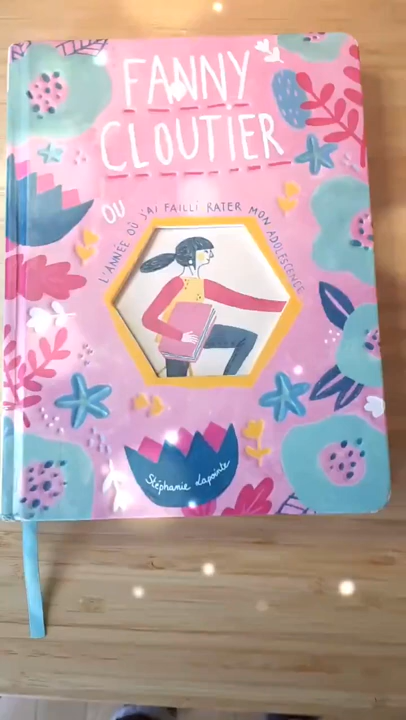 FANNY
CLOUTIER
OU
L'ANNÉE OÙ J'AI FAILLI RATER MON ADOLESCENCE
Stéphanie Lapointe